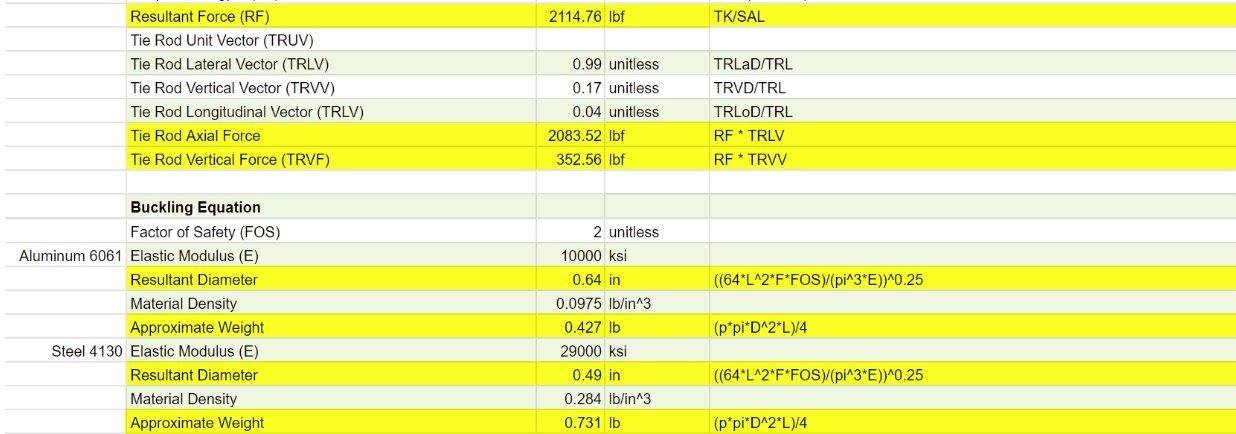 Resultant Force (RF) 2114.76 lbf TK/SAL
Tie Rod Unit Vector (TRUV)
Tie Rod Lateral Vector (TRLV) 0.99 unitless TRLaD/TRL
Tie Rod Vertical Vector (TRVV) 0.17 unitless TRVD/TRL
Tie Rod Longitudinal Vector (TRLV) 0.04 unitless TRLoD/TRL
Tie Rod Axial Force 2083.52 lbf RF * TRLV
Tie Rod Vertical Force (TRVF) 352.56 lbf RF * TRVV
Buckling Equation
Factor of Safety (FOS) 2 unitless
Aluminum 6061 Elastic Modulus (E) 10000 ksi
Resultant Diameter 0.64 in ((64*L^2*F*FOS)/(pi^3*E))^0.25
Material Density 0.0975 lb/in^3
Approximate Weight 0.427 lb (p*pi*D^2*L)/4
Steel 4130 Elastic Modulus (E) 29000 ksi
Resultant Diameter 0.49 in ((64*L^2*F*FOS)/(pi^3*E))^0.25
Material Density 0.284 lb/in^3
Approximate Weight 0.731 lb (p*pi*D^2*L)/4